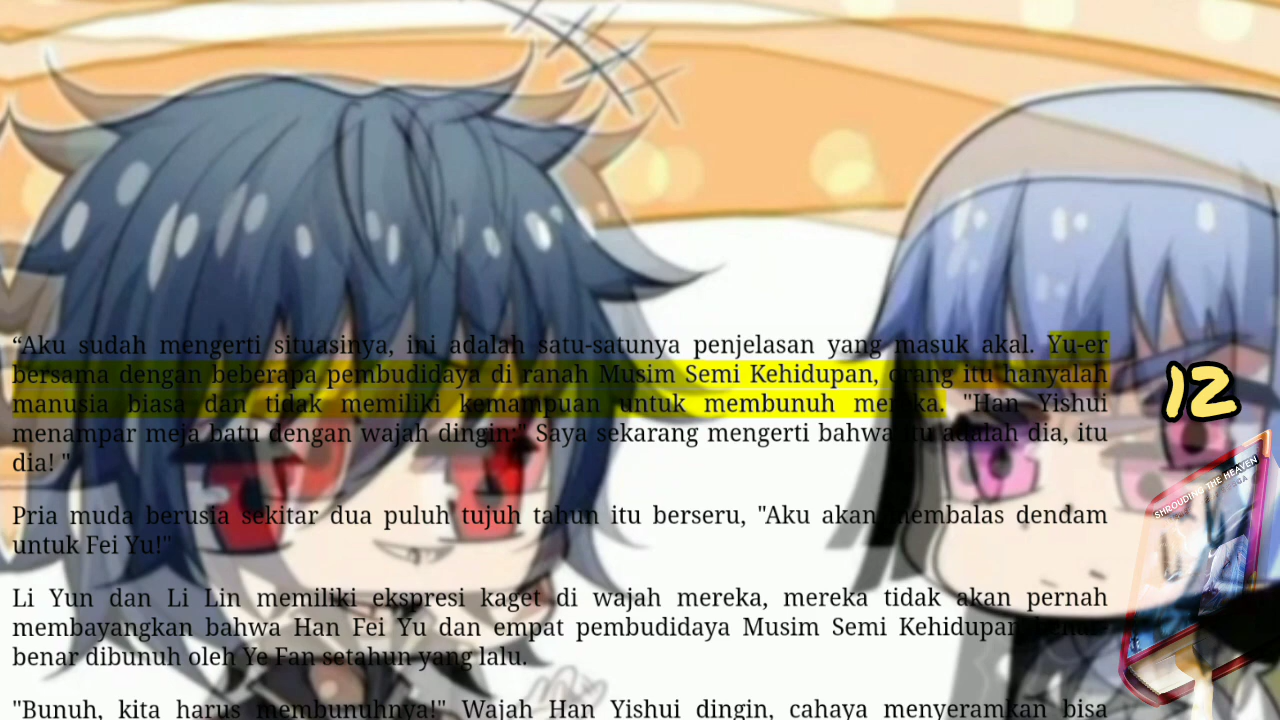 “Aku sudah mengerti situasinya, ini adalah satu-satunya penjelasan yang masuk akal. Yu-er
bersama dengan beberapa pembudidaya di ranah Musim Semi Kehidupan, orang itu hanyalah
manusia biasa dan tidak memiliki kemampuan untuk membunuh mereka. "Han Yishui
menampar meja batu dengan wajah dingin:" Saya sekarang mengerti bahwa itu adalah dia, itu
dia! "
Pria muda berusia sekitar dua puluh tujuh tahun itu berseru, "Aku akan membalas dendam
untuk Fei Yu!"
Li Yun dan Li Lin memiliki ekspresi kaget di wajah mereka, mereka tidak akan pernah
membayangkan bahwa Han Fei Yu dan empat pembudidaya Musim Semi Kehidupan benar-
benar dibunuh oleh Ye Fan setahun yang lalu.
"Bunuh, kita harus membunuhnya!" Wajah Han Yishui dingin, cahaya menyeramkan bisa
12
SHROUDING THE HEAVEN